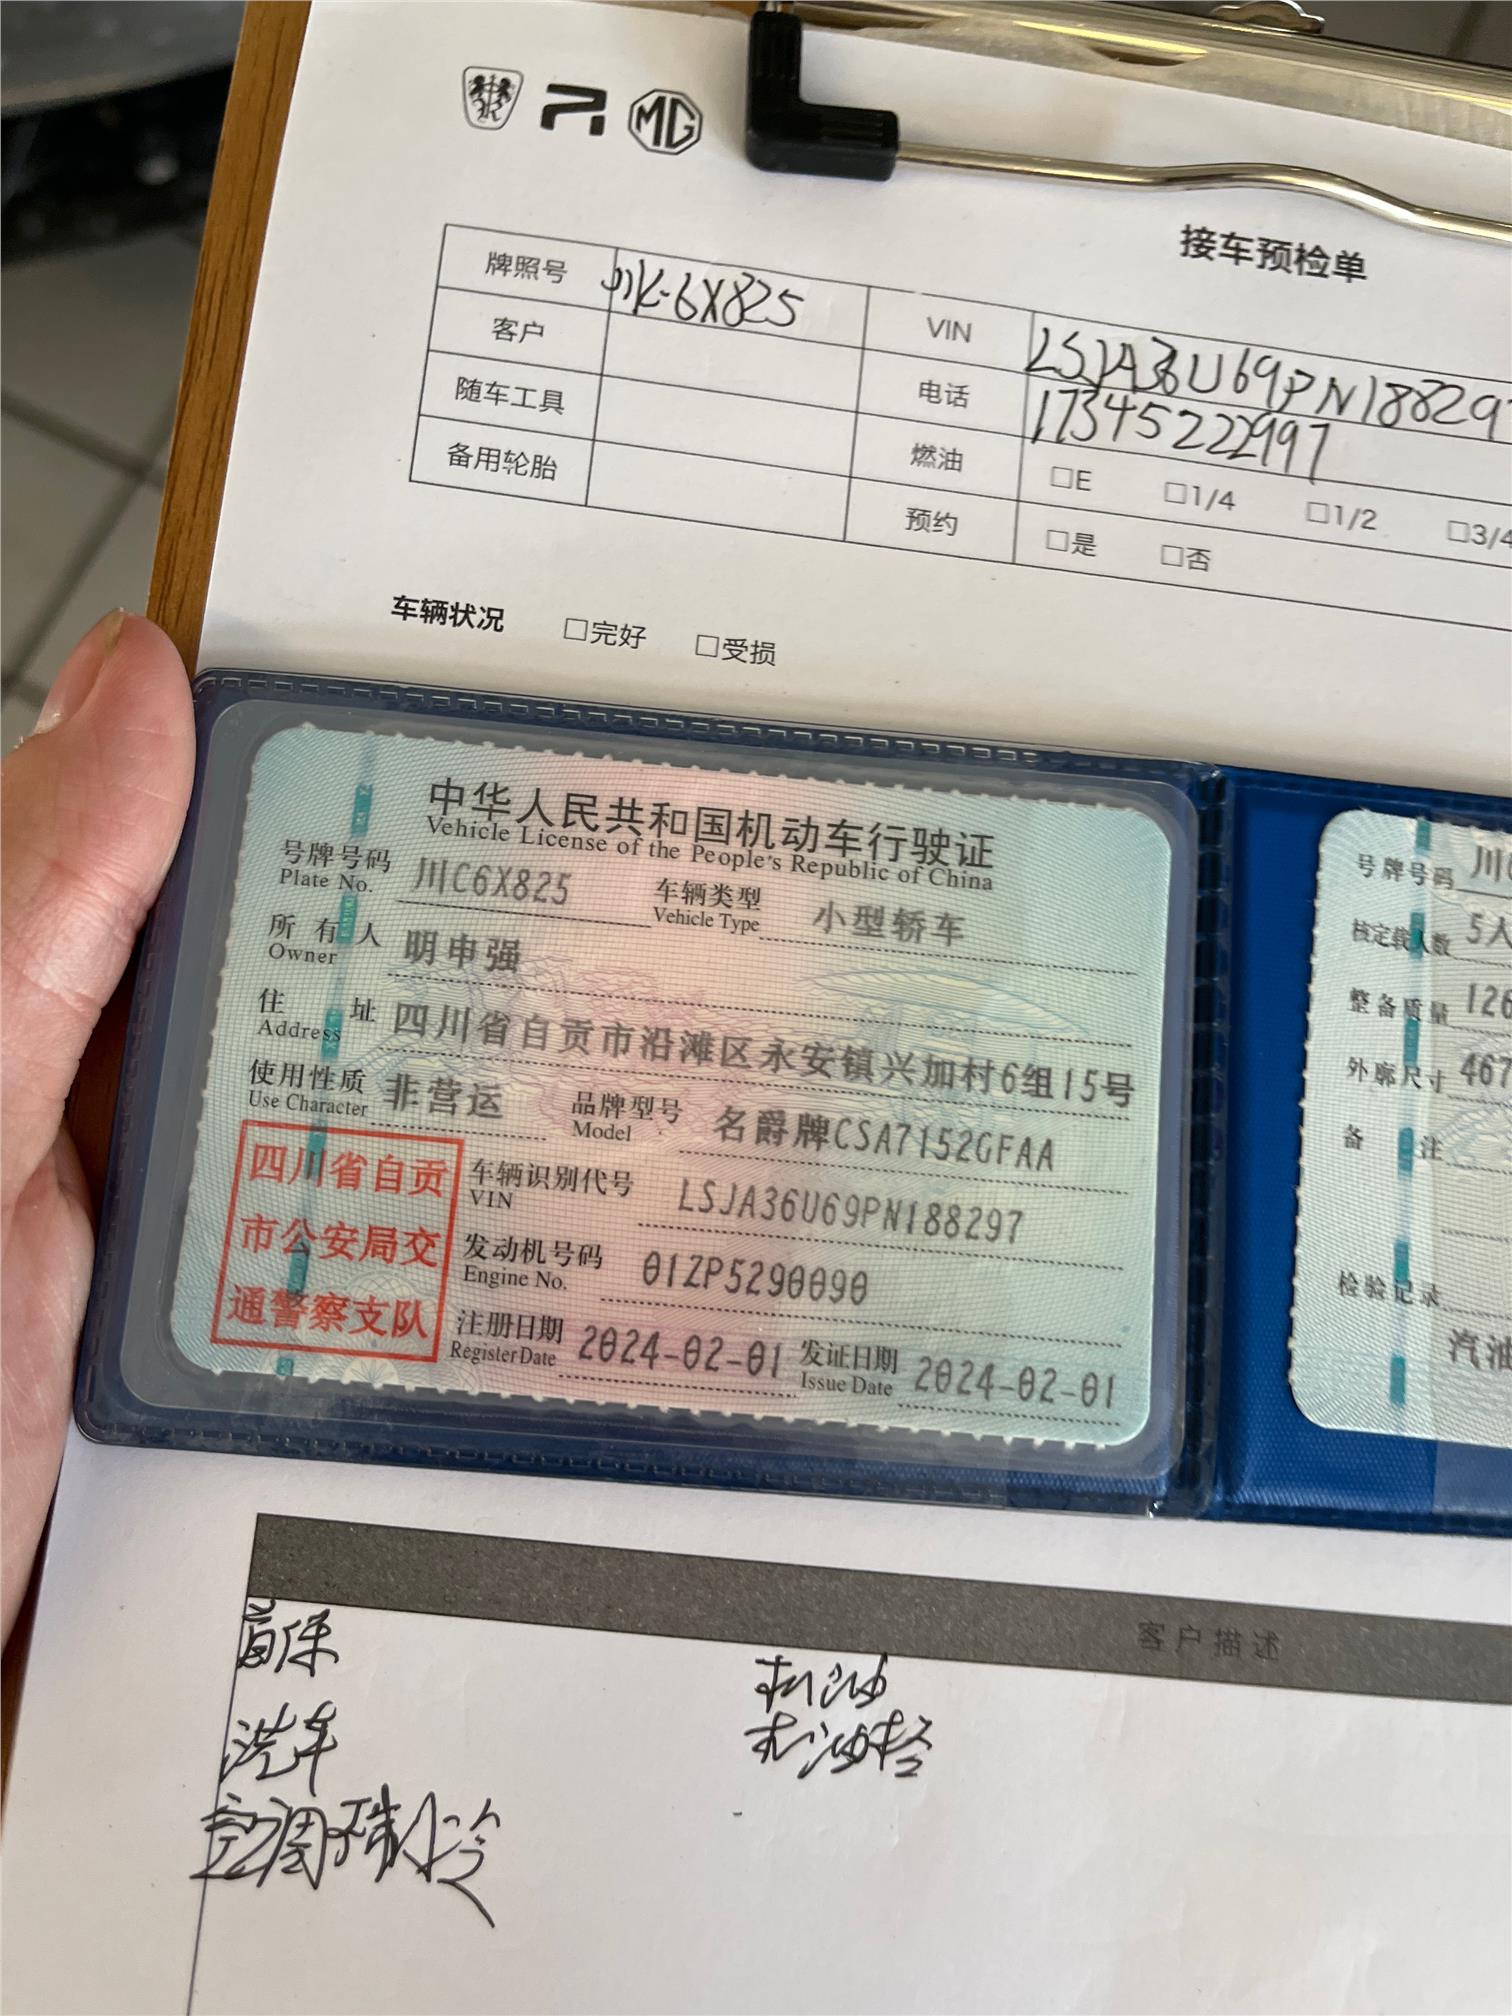 MG
接车预检单
牌照号 川C-6X825 VIN LSJA36U69PN188297
客户 电话 17345222997
随车工具 燃油 □E □1/4 □1/2 □3/4
备用轮胎 预约 □是 □否
车辆状况 □完好 □受损
中华人民共和国机动车行驶证
Vehicle License of the People's Republic of China
号牌号码 川C6X825 车辆类型 小型轿车
Plate No. Vehicle Type
所有人 明申强
Owner
住址 四川省自贡市沿滩区永安镇兴加村6组15号
Address
使用性质 非营运 品牌型号 名爵牌CSA7152GFAA
Use Character Model
四川省自贡
市公安局交
通警察支队
车辆识别代号 LSJA36U69PN188297
VIN
发动机号码 01ZP5290090
Engine No.
注册日期 2024-02-01 发证日期 2024-02-01
Register Date Issue Date
号牌号码 川
核定载人数 5人
整备质量 126
外廓尺寸 467
备注
检验记录
汽油
客户描述
首保 机油
洗车 机油格
空调不制冷